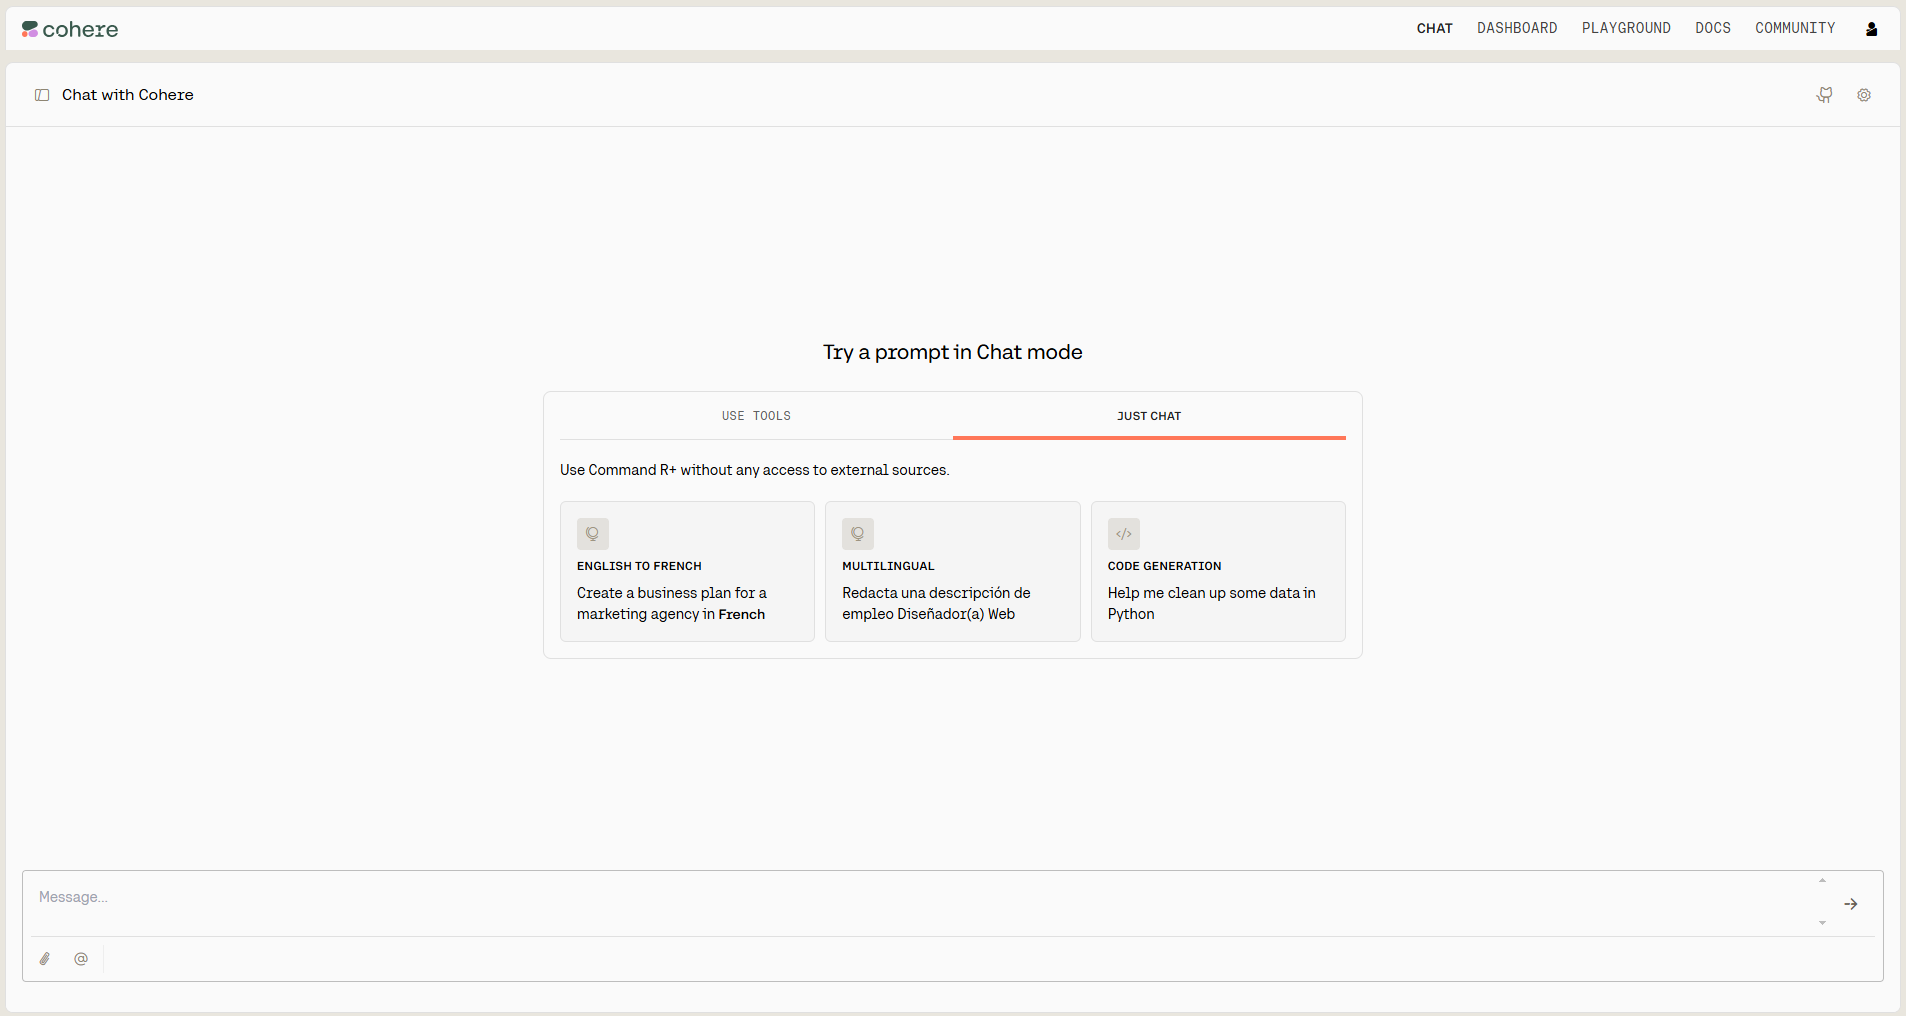 cohere
CHAT DASHBOARD PLAYGROUND DOCS COMMUNITY
Chat with Cohere
Try a prompt in Chat mode
USE TOOLS JUST CHAT
Use Command R+ without any access to external sources.
ENGLISH TO FRENCH
Create a business plan for a
marketing agency in French
MULTILINGUAL
Redacta una descripción de
empleo Diseñador(a) Web
CODE GENERATION
Help me clean up some data in
Python
Message...